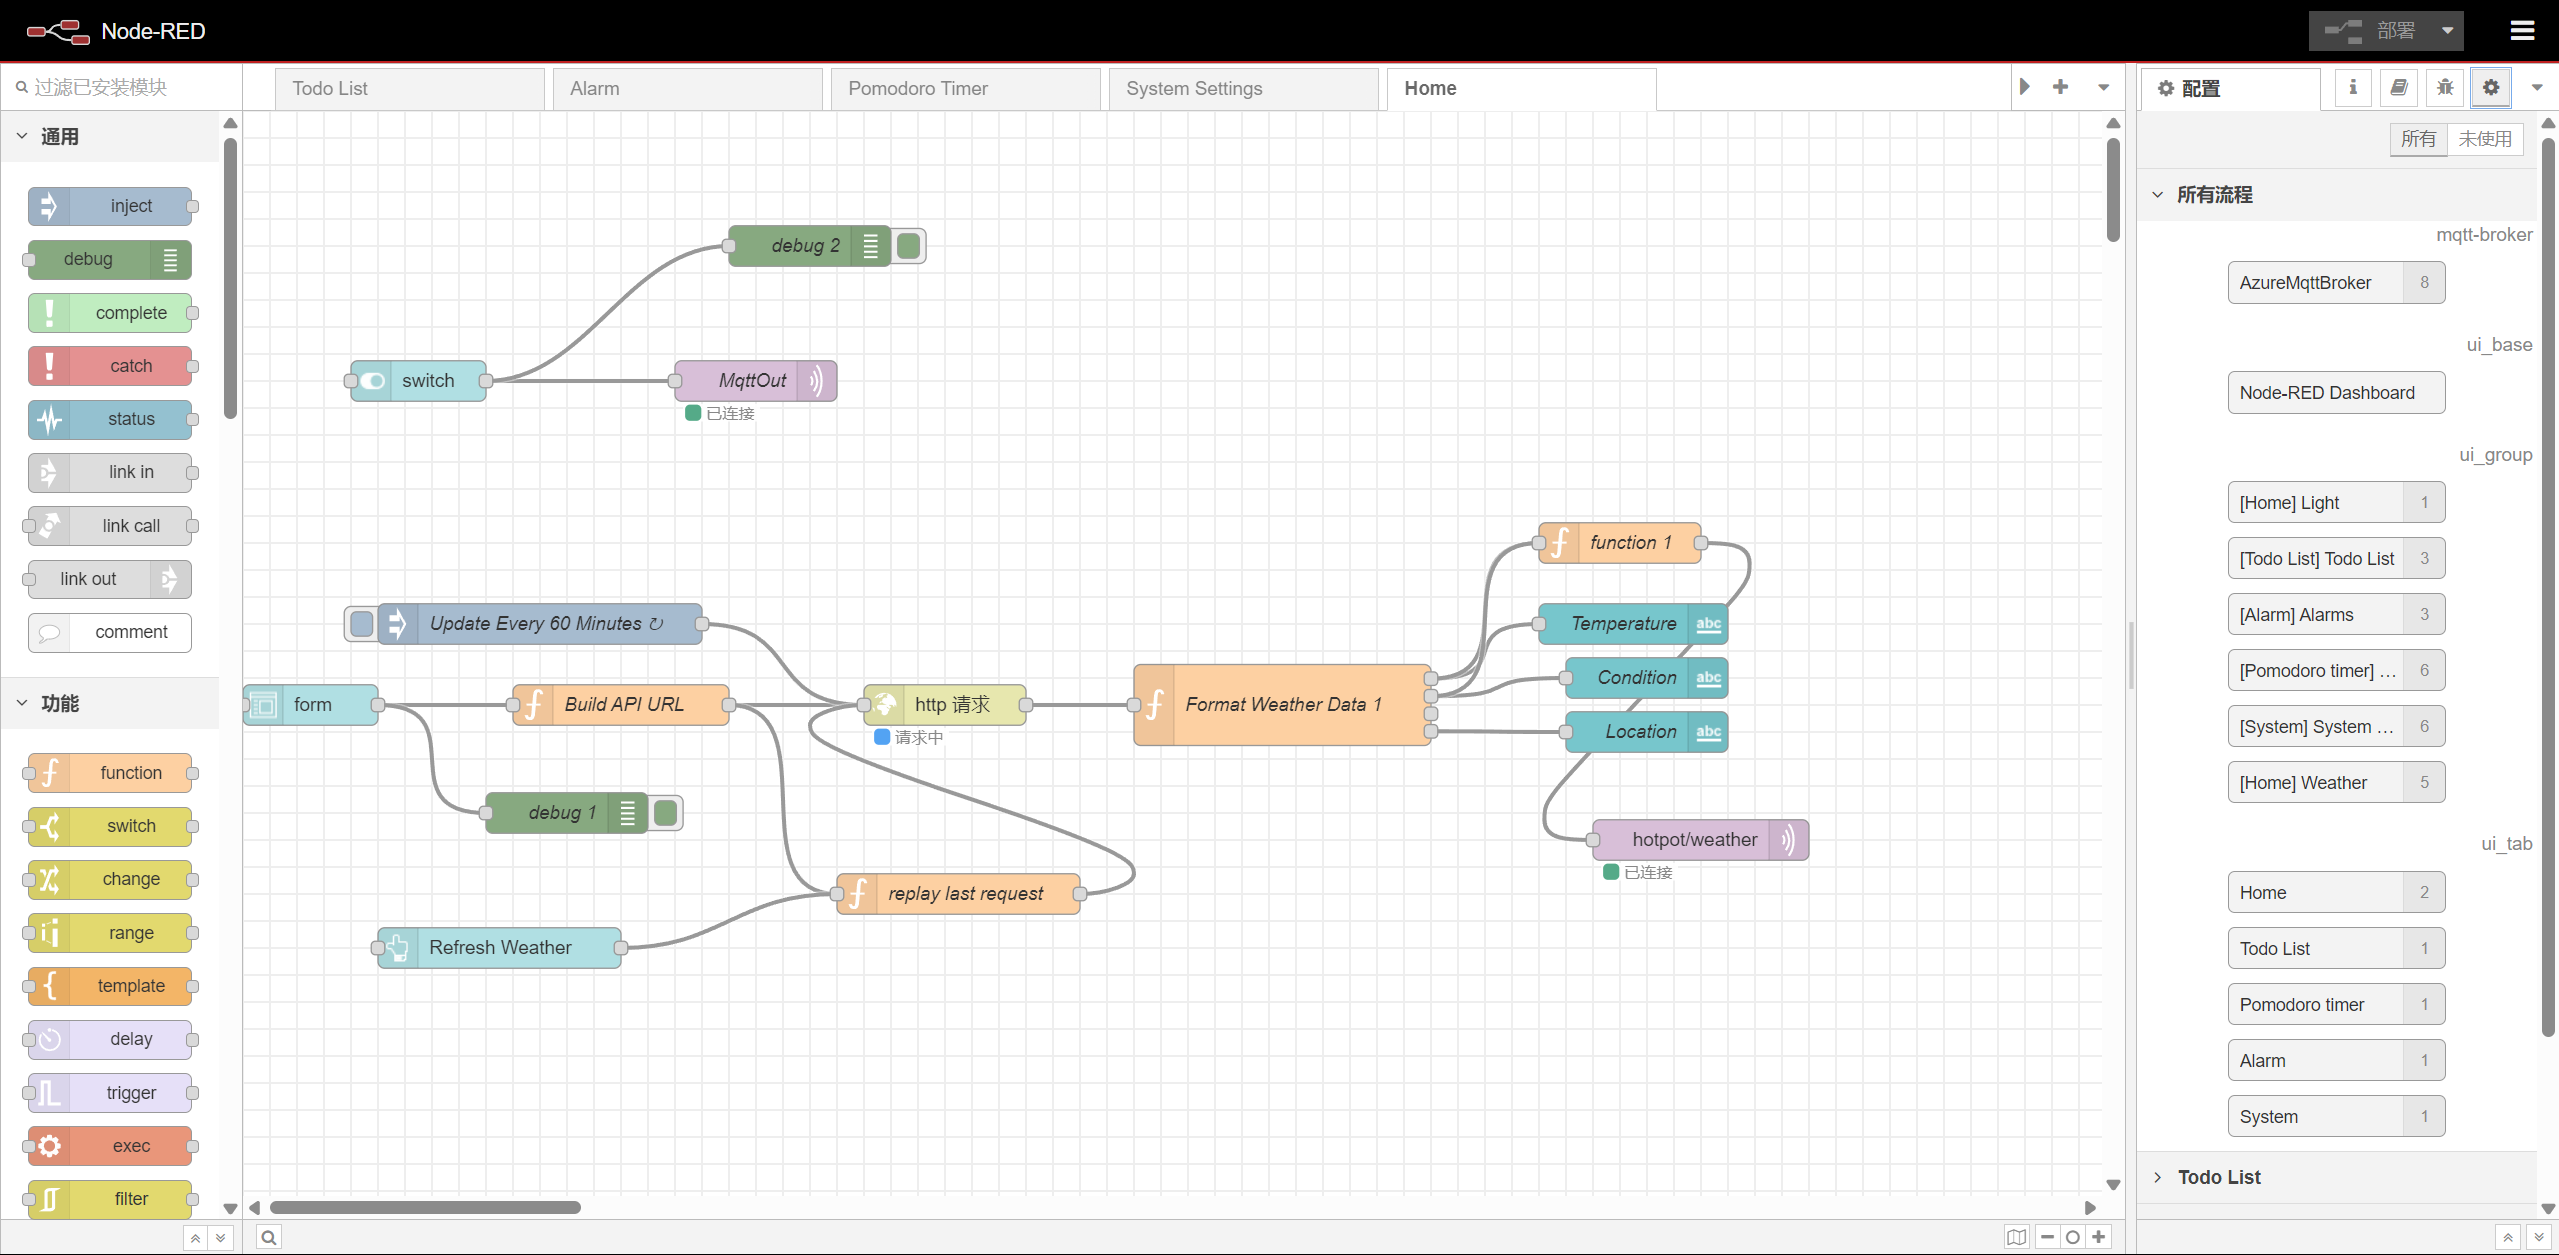 Node-RED
部署
过滤已安装模块
Todo List
Alarm
Pomodoro Timer
System Settings
Home
通用
inject
debug
complete
catch
status
link in
link call
link out
comment
功能
function
switch
change
range
template
delay
trigger
exec
filter
debug 2
switch
MqttOut
已连接
function 1
Update Every 60 Minutes ↻
Temperature
abc
Condition
abc
form
Build API URL
http 请求
请求中
Format Weather Data 1
Location
abc
debug 1
hotpot/weather
已连接
replay last request
Refresh Weather
配置
所有
未使用
所有流程
mqtt-broker
AzureMqttBroker 8
ui_base
Node-RED Dashboard
ui_group
[Home] Light 1
[Todo List] Todo List 3
[Alarm] Alarms 3
[Pomodoro timer] ... 6
[System] System ... 6
[Home] Weather 5
ui_tab
Home 2
Todo List 1
Pomodoro timer 1
Alarm 1
System 1
Todo List